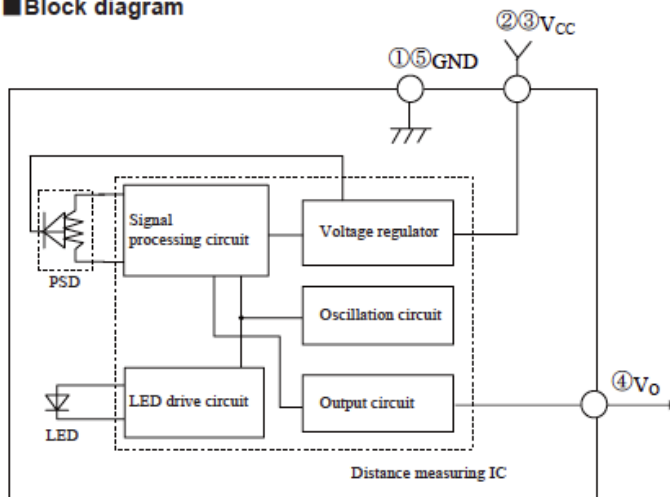 ■Block diagram
②③VCC
①⑤GND
Signal
processing circuit
Voltage regulator
PSD
Oscillation circuit
④VO
LED drive circuit
Output circuit
LED
Distance measuring IC